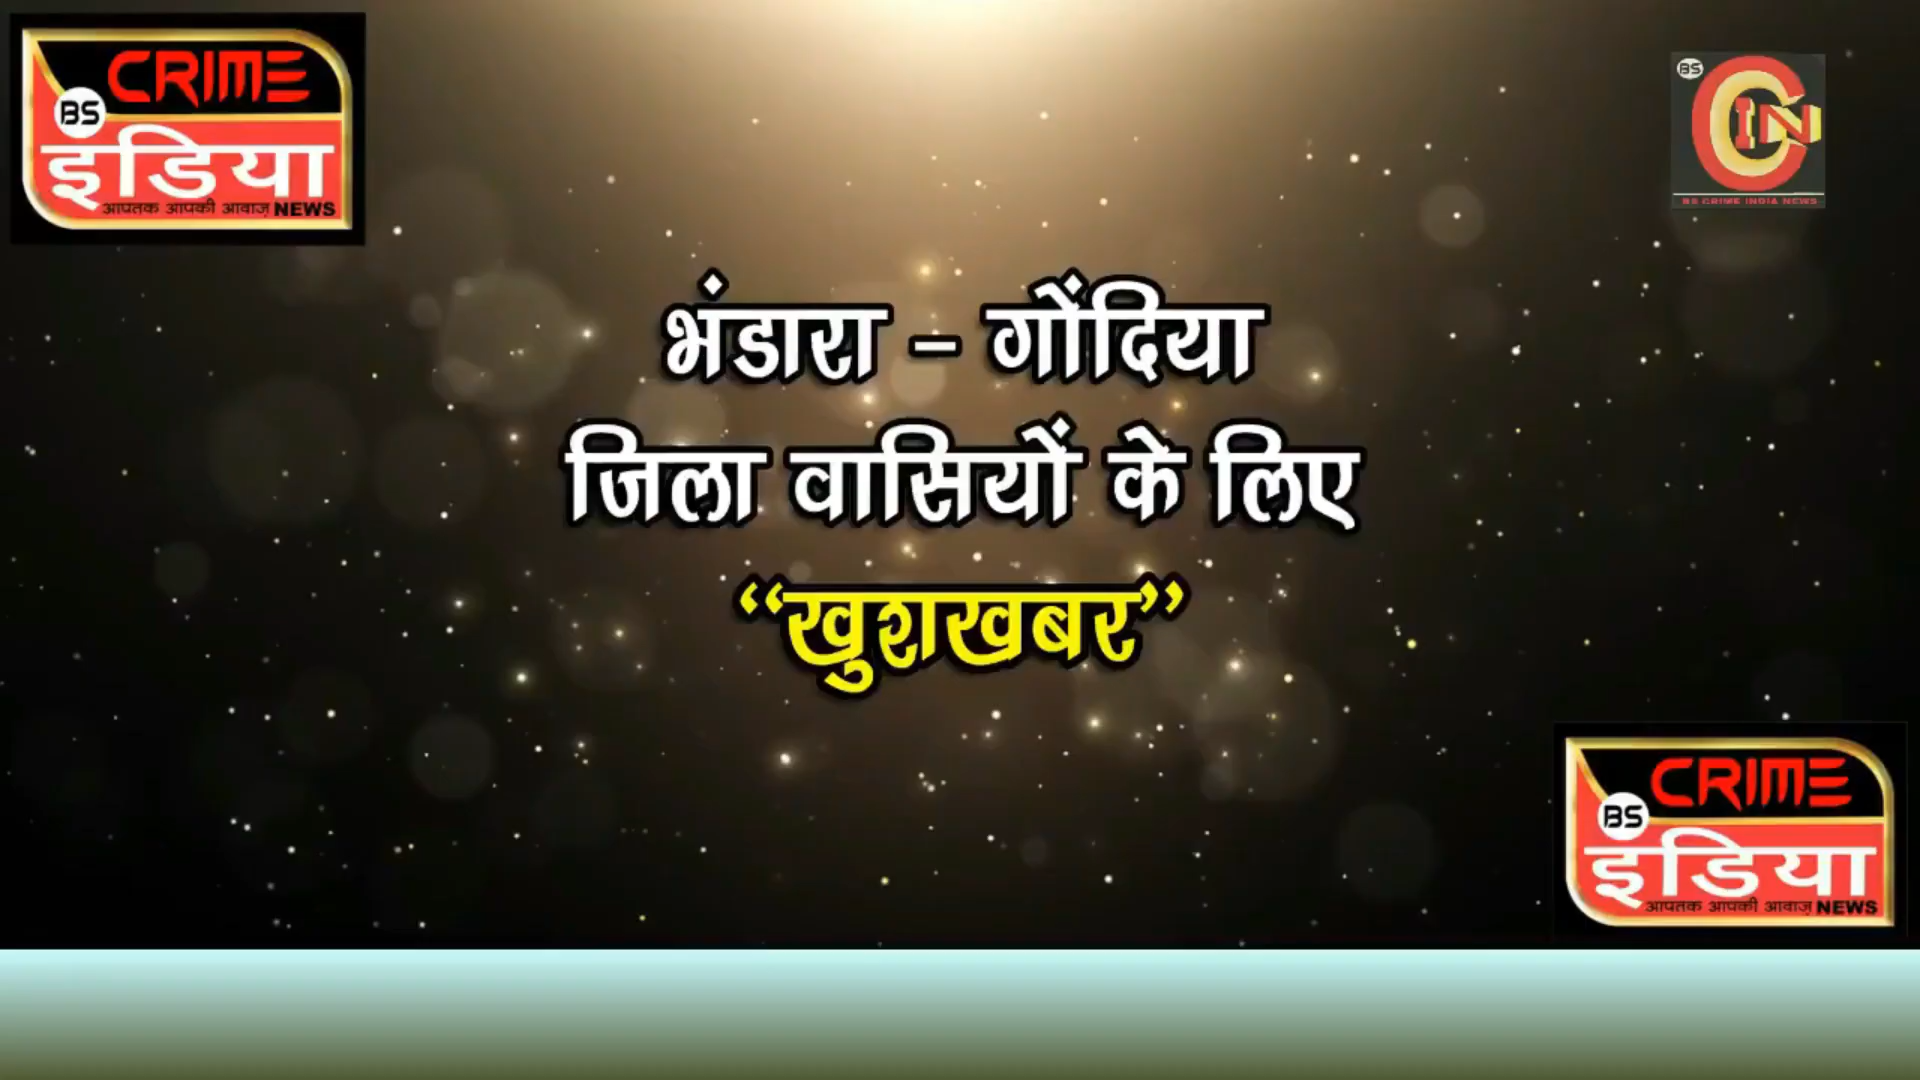 CRIME
BS
इंडिया
आपतक आपकी आवाज़ NEWS
BS
C IN
BS CRIME INDIA NEWS
भंडारा - गोंदिया
जिला वासियों के लिए
“खुशखबर”
CRIME
BS
इंडिया
आपतक आपकी आवाज़ NEWS